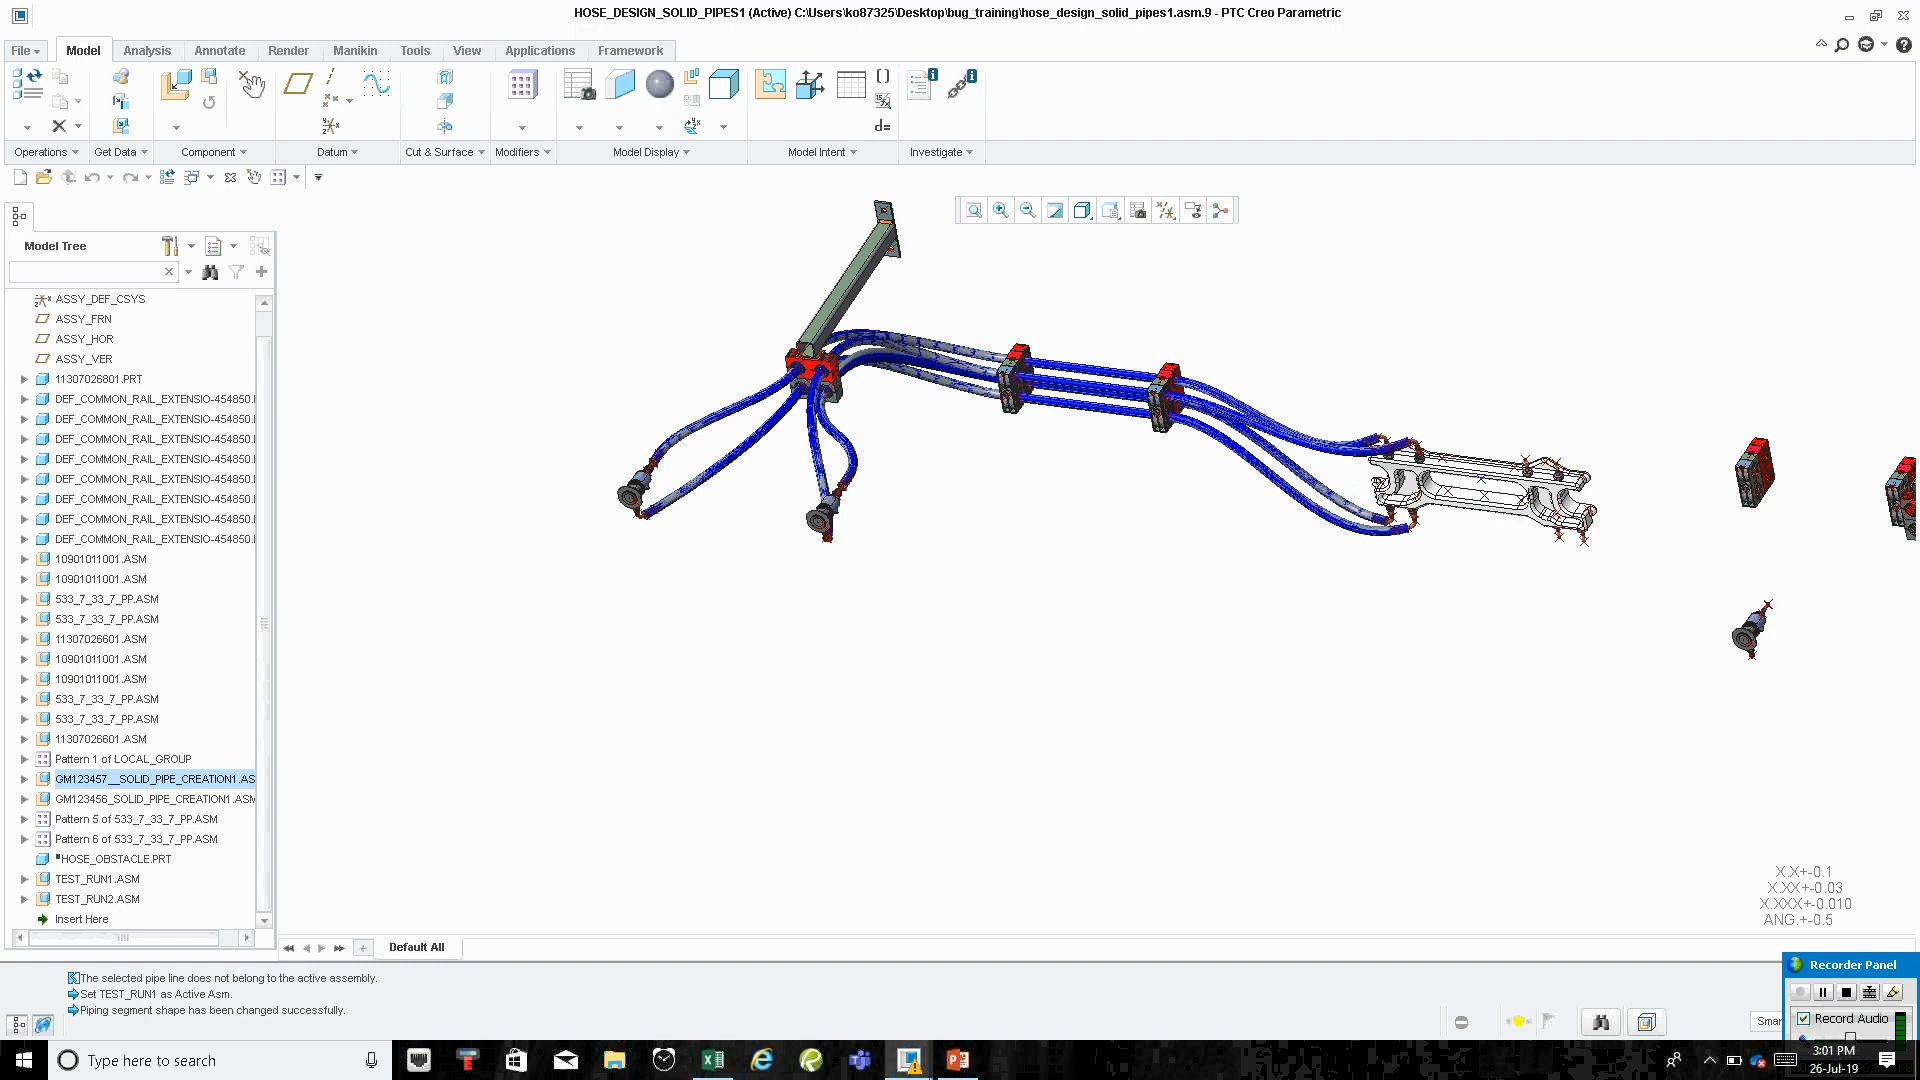 HOSE_DESIGN_SOLID_PIPES1 (Active) C:\Users\ko87325\Desktop\bug_training\hose_design_solid_pipes1.asm.9 - PTC Creo Parametric
File Model Analysis Annotate Render Manikin Tools View Applications Framework
Operations Get Data Component Datum Cut & Surface Modifiers Model Display Model Intent Investigate
Model Tree
ASSY_DEF_CSYS
ASSY_FRN
ASSY_HOR
ASSY_VER
11307026801.PRT
DEF_COMMON_RAIL_EXTENSIO-454850.
DEF_COMMON_RAIL_EXTENSIO-454850.
DEF_COMMON_RAIL_EXTENSIO-454850.
DEF_COMMON_RAIL_EXTENSIO-454850.
DEF_COMMON_RAIL_EXTENSIO-454850.
DEF_COMMON_RAIL_EXTENSIO-454850.
DEF_COMMON_RAIL_EXTENSIO-454850.
DEF_COMMON_RAIL_EXTENSIO-454850.
10901011001.ASM
10901011001.ASM
533_7_33_7_PP.ASM
533_7_33_7_PP.ASM
11307026601.ASM
10901011001.ASM
10901011001.ASM
533_7_33_7_PP.ASM
533_7_33_7_PP.ASM
11307026601.ASM
Pattern 1 of LOCAL_GROUP
GM123457__SOLID_PIPE_CREATION1.AS
GM123456_SOLID_PIPE_CREATION1.ASM
Pattern 5 of 533_7_33_7_PP.ASM
Pattern 6 of 533_7_33_7_PP.ASM
HOSE_OBSTACLE.PRT
TEST_RUN1.ASM
TEST_RUN2.ASM
Insert Here
X.X+-0.1
X.XX+-0.03
X.XXX+-0.010
ANG.+-0.5
Default All
The selected pipe line does not belong to the active assembly.
Set TEST_RUN1 as Active Asm.
Piping segment shape has been changed successfully.
Smar
Recorder Panel
Record Audio
Type here to search
3:01 PM
26-Jul-19